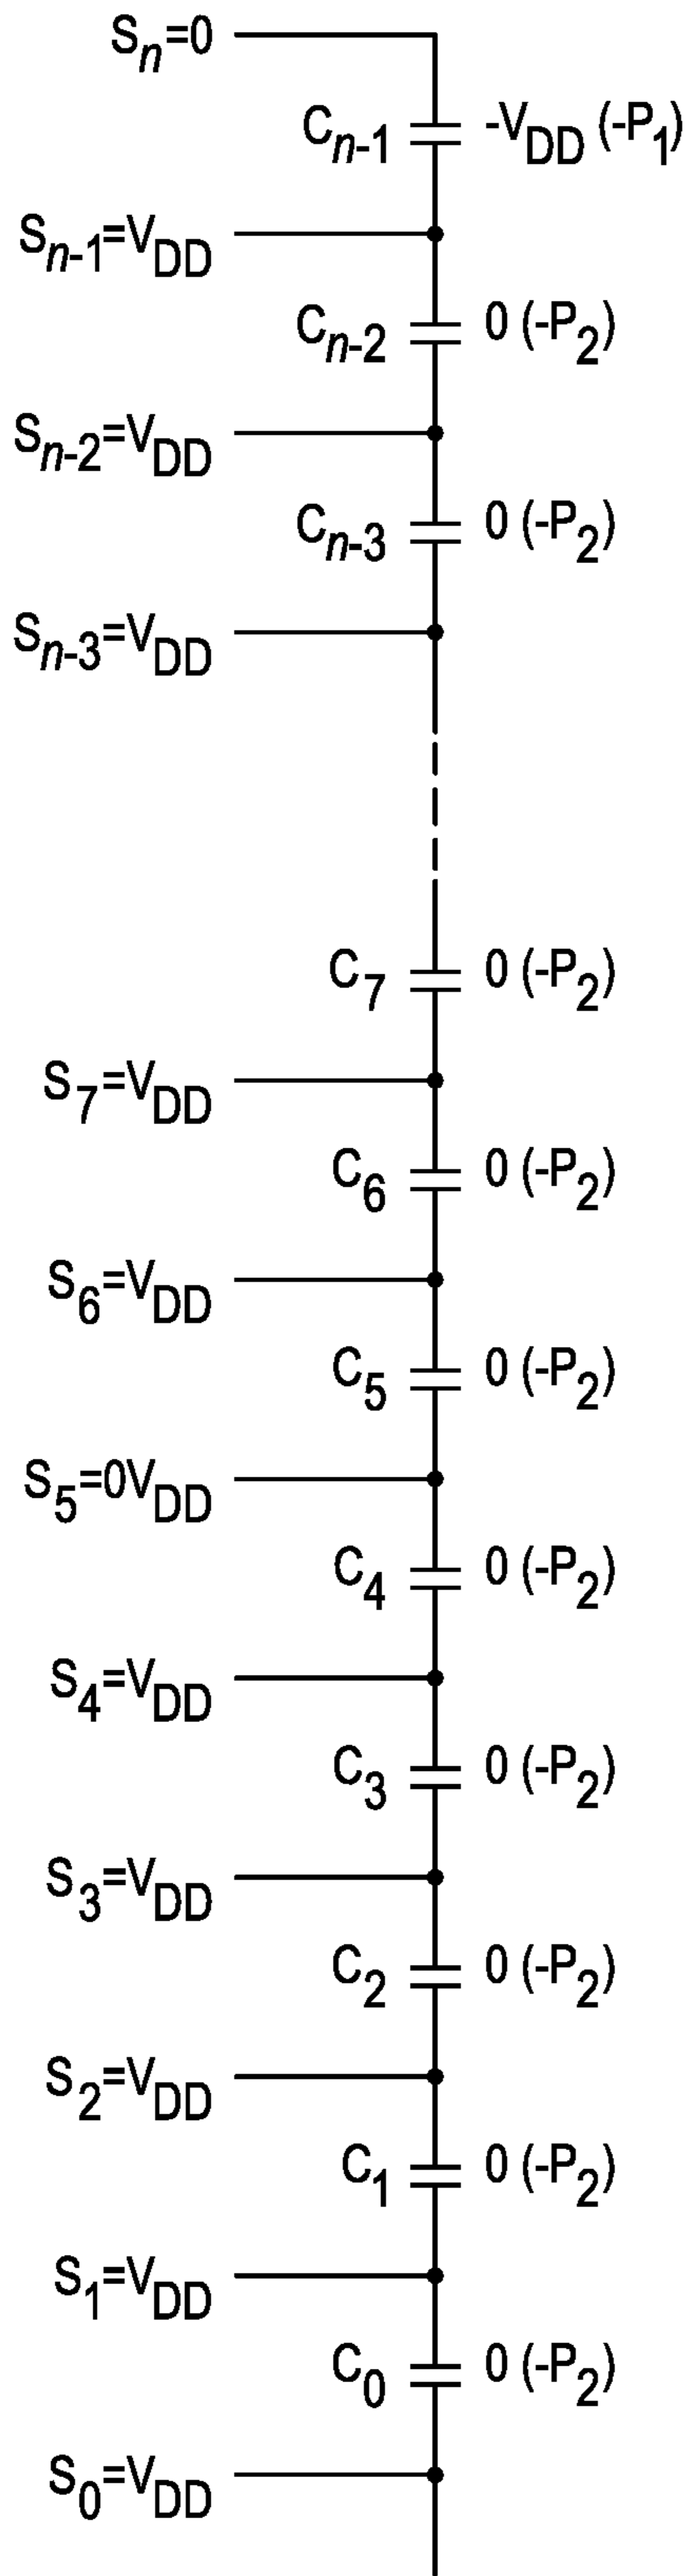 Sn=0
Cn-1 -VDD (-P1)
Sn-1=VDD
Cn-2 0 (-P2)
Sn-2=VDD
Cn-3 0 (-P2)
Sn-3=VDD
C7 0 (-P2)
S7=VDD
C6 0 (-P2)
S6=VDD
C5 0 (-P2)
S5=0VDD
C4 0 (-P2)
S4=VDD
C3 0 (-P2)
S3=VDD
C2 0 (-P2)
S2=VDD
C1 0 (-P2)
S1=VDD
C0 0 (-P2)
S0=VDD